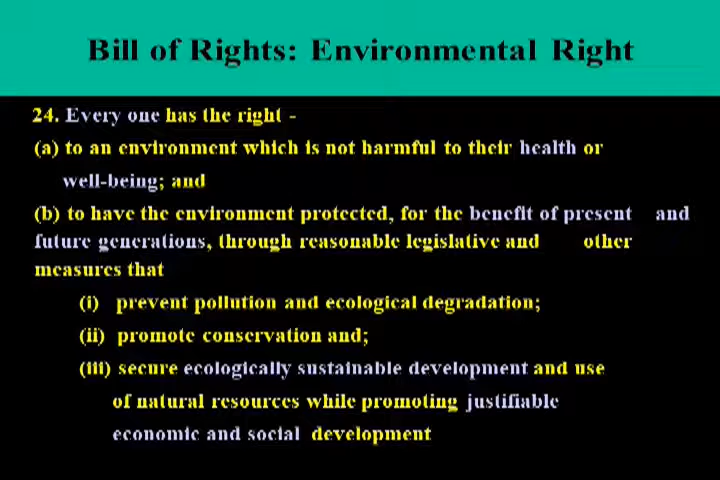 Bill of Rights: Environmental Right
24. Every one has the right -
(a) to an environment which is not harmful to their health or
well-being; and
(b) to have the environment protected, for the benefit of present and
future generations, through reasonable legislative and other
measures that
(i) prevent pollution and ecological degradation;
(ii) promote conservation and;
(iii) secure ecologically sustainable development and use
of natural resources while promoting justifiable
economic and social development